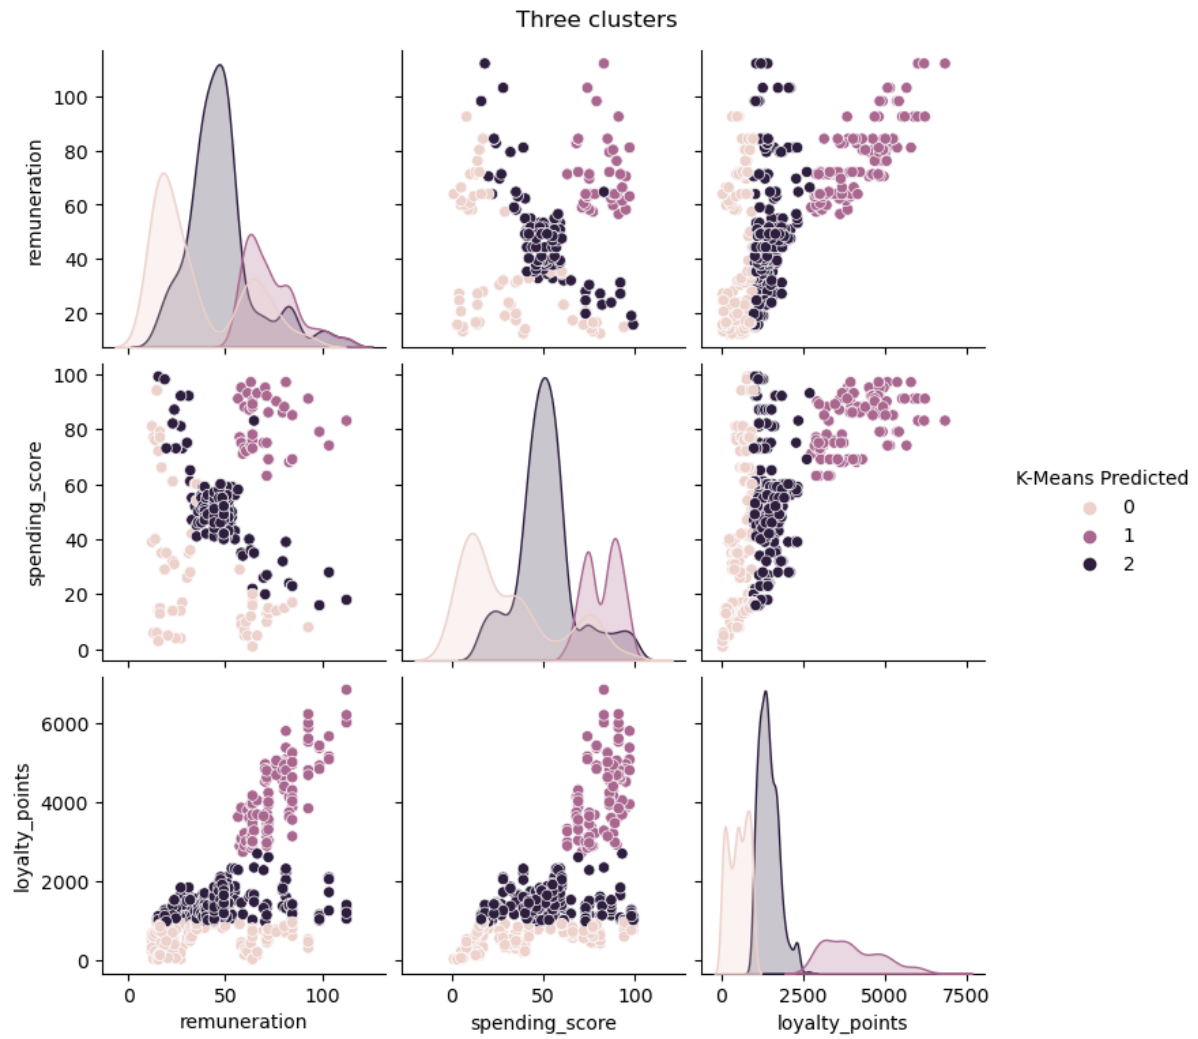 Three clusters
100
80
60
40
20
remuneration
100
80
60
40
20
0
spending_score
K-Means Predicted
0
1
2
6000
4000
2000
0
loyalty_points
0 50 100 0 50 100 0 2500 5000 7500
remuneration spending_score loyalty_points